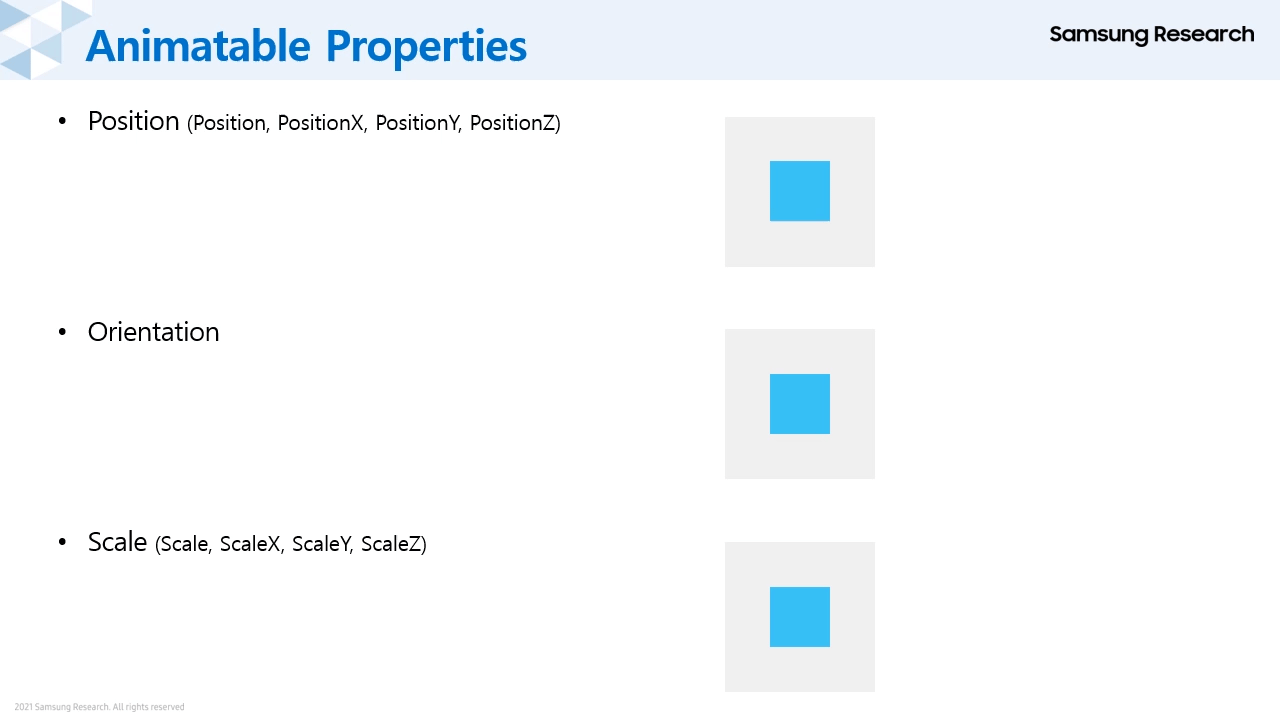 Animatable Properties
Samsung Research
• Position (Position, PositionX, PositionY, PositionZ)
• Orientation
• Scale (Scale, ScaleX, ScaleY, ScaleZ)
2021 Samsung Research. All rights reserved